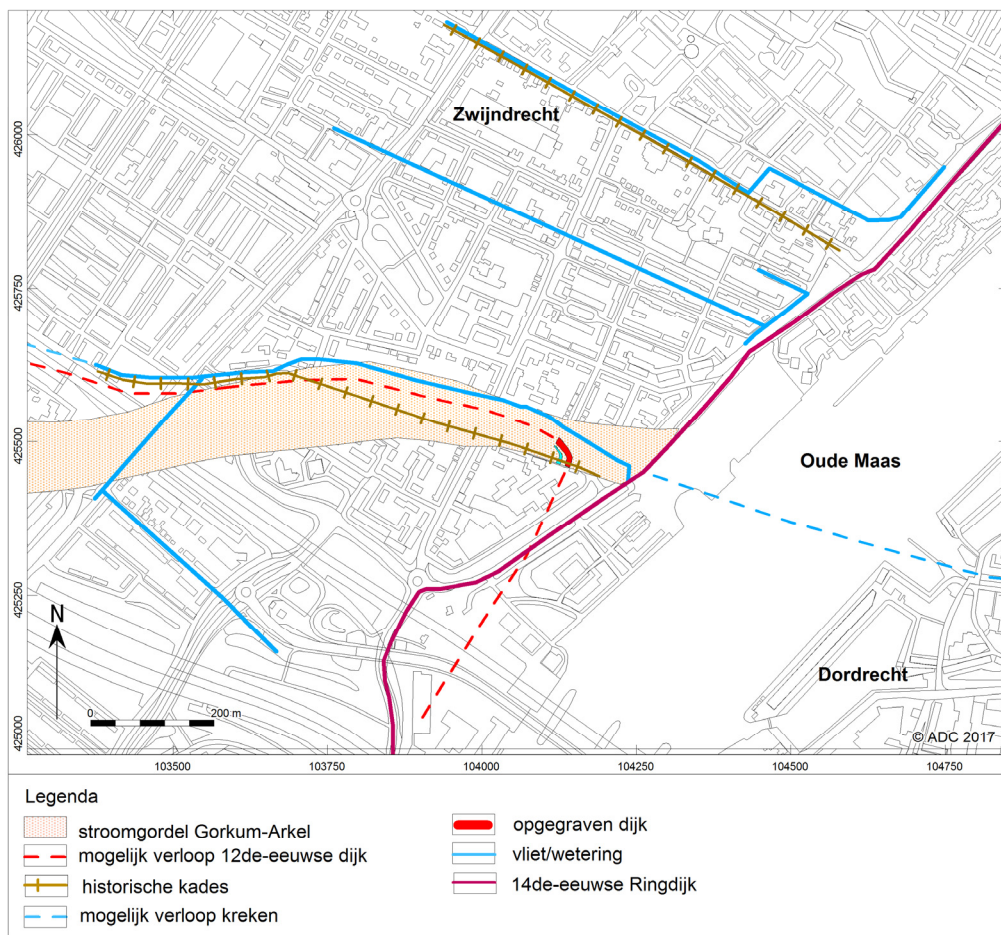 Zwijndrecht
426000
425750
425500
425250
425000
Oude Maas
Dordrecht
N
0 200 m
© ADC 2017
103500 103750 104000 104250 104500 104750
Legenda
stroomgordel Gorkum-Arkel
mogelijk verloop 12de-eeuwse dijk
historische kades
mogelijk verloop kreken
opgegraven dijk
vliet/wetering
14de-eeuwse Ringdijk